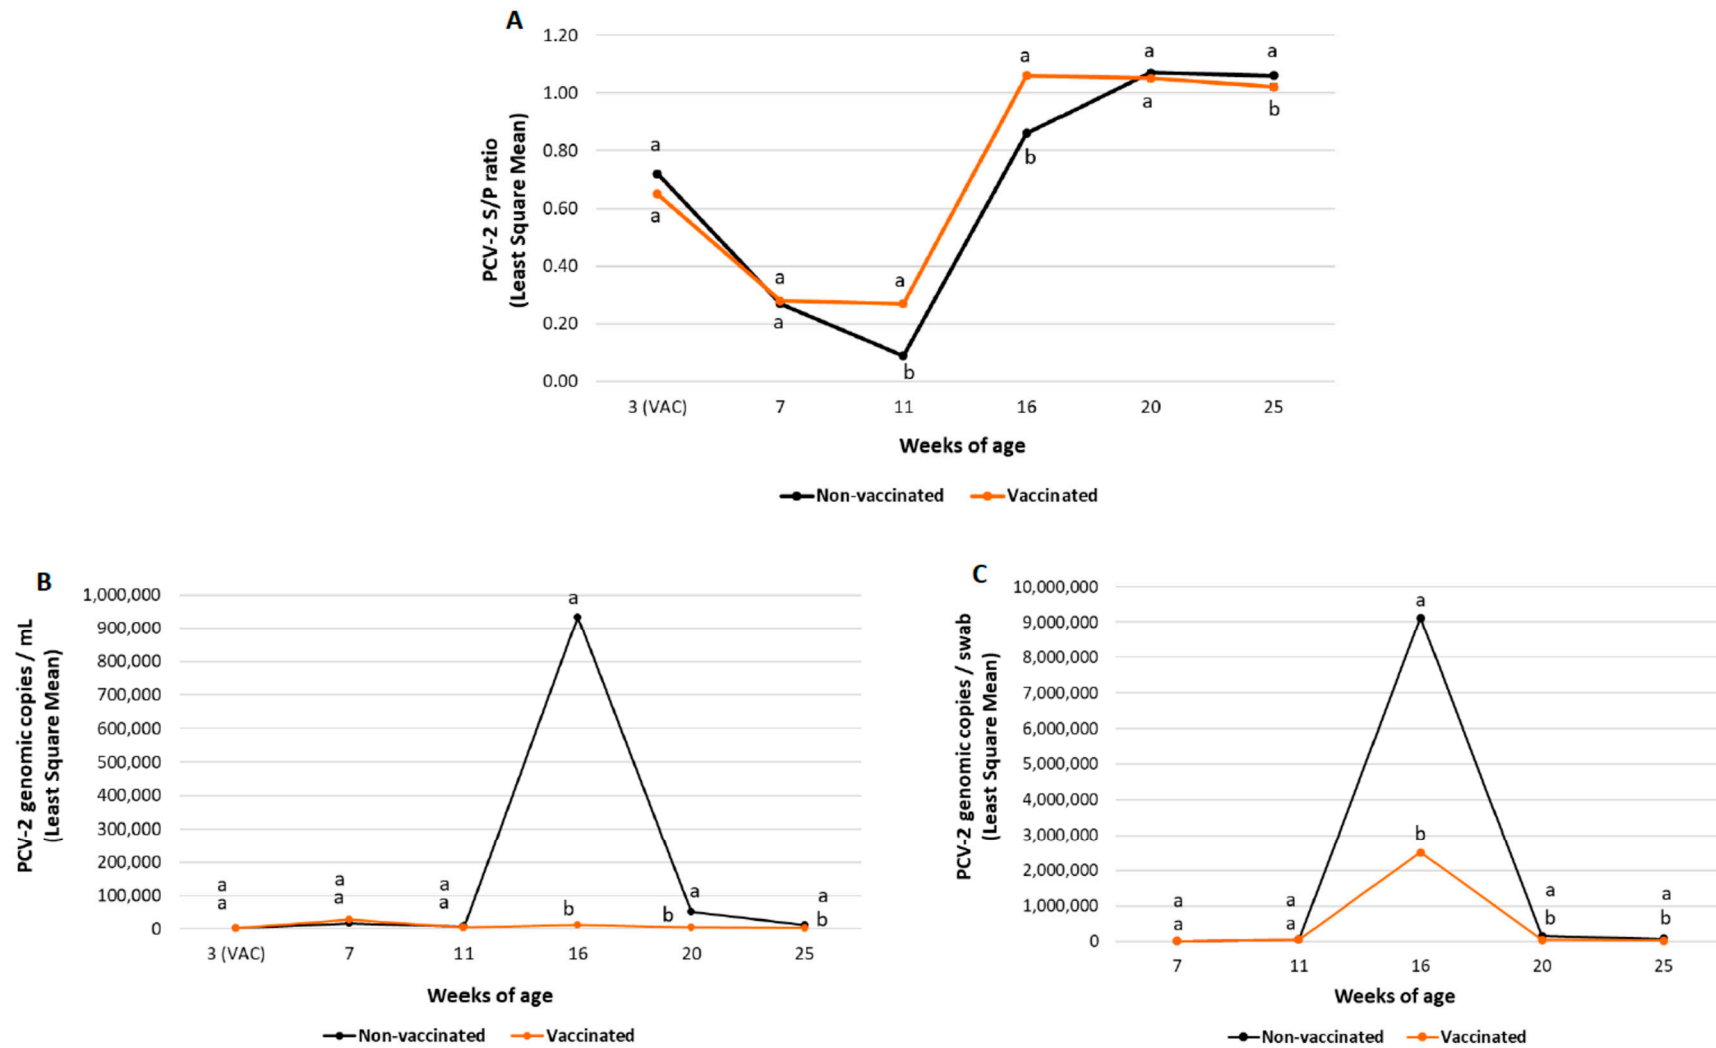 A
1.20
1.00
0.80
0.60
0.40
0.20
0.00
PCV-2 S/P ratio
(Least Square Mean)
a
a
a
a
a
b
a
b
a
a
a
b
3 (VAC) 7 11 16 20 25
Weeks of age
Non-vaccinated Vaccinated
B
1,000,000
900,000
800,000
700,000
600,000
500,000
400,000
300,000
200,000
100,000
0
PCV-2 genomic copies / mL
(Least Square Mean)
a
a
a
a
a
a
a
b
a
b
a
b
3 (VAC) 7 11 16 20 25
Weeks of age
Non-vaccinated Vaccinated
C
10,000,000
9,000,000
8,000,000
7,000,000
6,000,000
5,000,000
4,000,000
3,000,000
2,000,000
1,000,000
0
PCV-2 genomic copies / swab
(Least Square Mean)
a
a
a
a
a
b
a
b
a
b
7 11 16 20 25
Weeks of age
Non-vaccinated Vaccinated